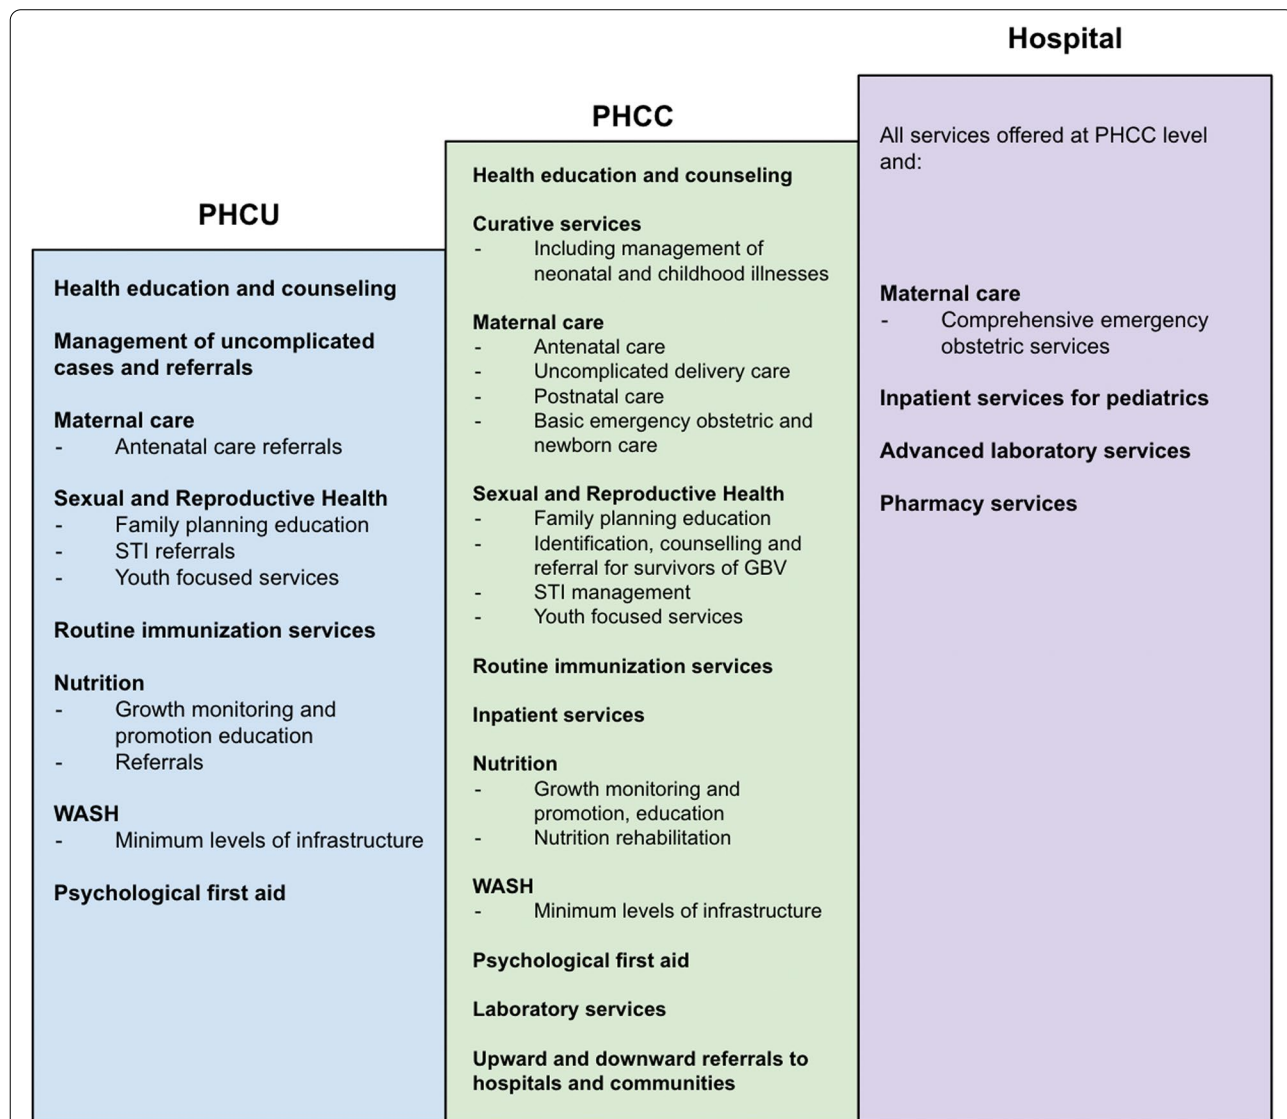 Hospital
PHCC
PHCU
Health education and counseling
Management of uncomplicated
cases and referrals
Maternal care
- Antenatal care referrals
Sexual and Reproductive Health
- Family planning education
- STI referrals
- Youth focused services
Routine immunization services
Nutrition
- Growth monitoring and
promotion education
- Referrals
WASH
- Minimum levels of infrastructure
Psychological first aid
Health education and counseling
Curative services
- Including management of
neonatal and childhood illnesses
Maternal care
- Antenatal care
- Uncomplicated delivery care
- Postnatal care
- Basic emergency obstetric and
newborn care
Sexual and Reproductive Health
- Family planning education
- Identification, counselling and
referral for survivors of GBV
- STI management
- Youth focused services
Routine immunization services
Inpatient services
Nutrition
- Growth monitoring and
promotion, education
- Nutrition rehabilitation
WASH
- Minimum levels of infrastructure
Psychological first aid
Laboratory services
Upward and downward referrals to
hospitals and communities
All services offered at PHCC level
and:
Maternal care
- Comprehensive emergency
obstetric services
Inpatient services for pediatrics
Advanced laboratory services
Pharmacy services